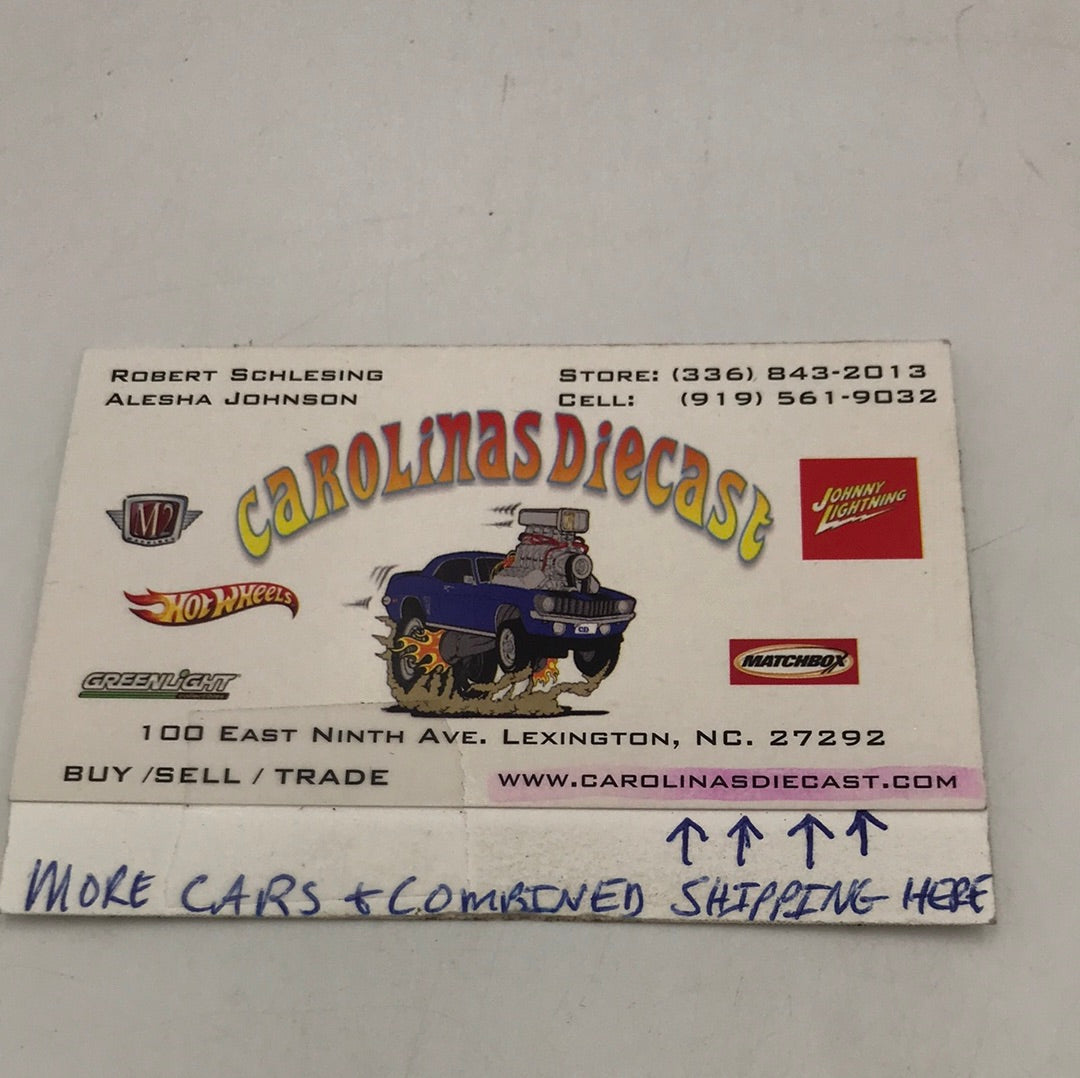 ROBERT SCHLESING
ALESHA JOHNSON
STORE: (336) 843-2013
CELL: (919) 561-9032
CAROLINAS DIECAST
M2
JOHNNY LIGHTNING
HOT WHEELS
GREENLIGHT
MATCHBOX
CD
100 EAST NINTH AVE. LEXINGTON, NC. 27292
BUY /SELL / TRADE
WWW.CAROLINASDIECAST.COM
MORE CARS + COMBINED SHIPPING HERE